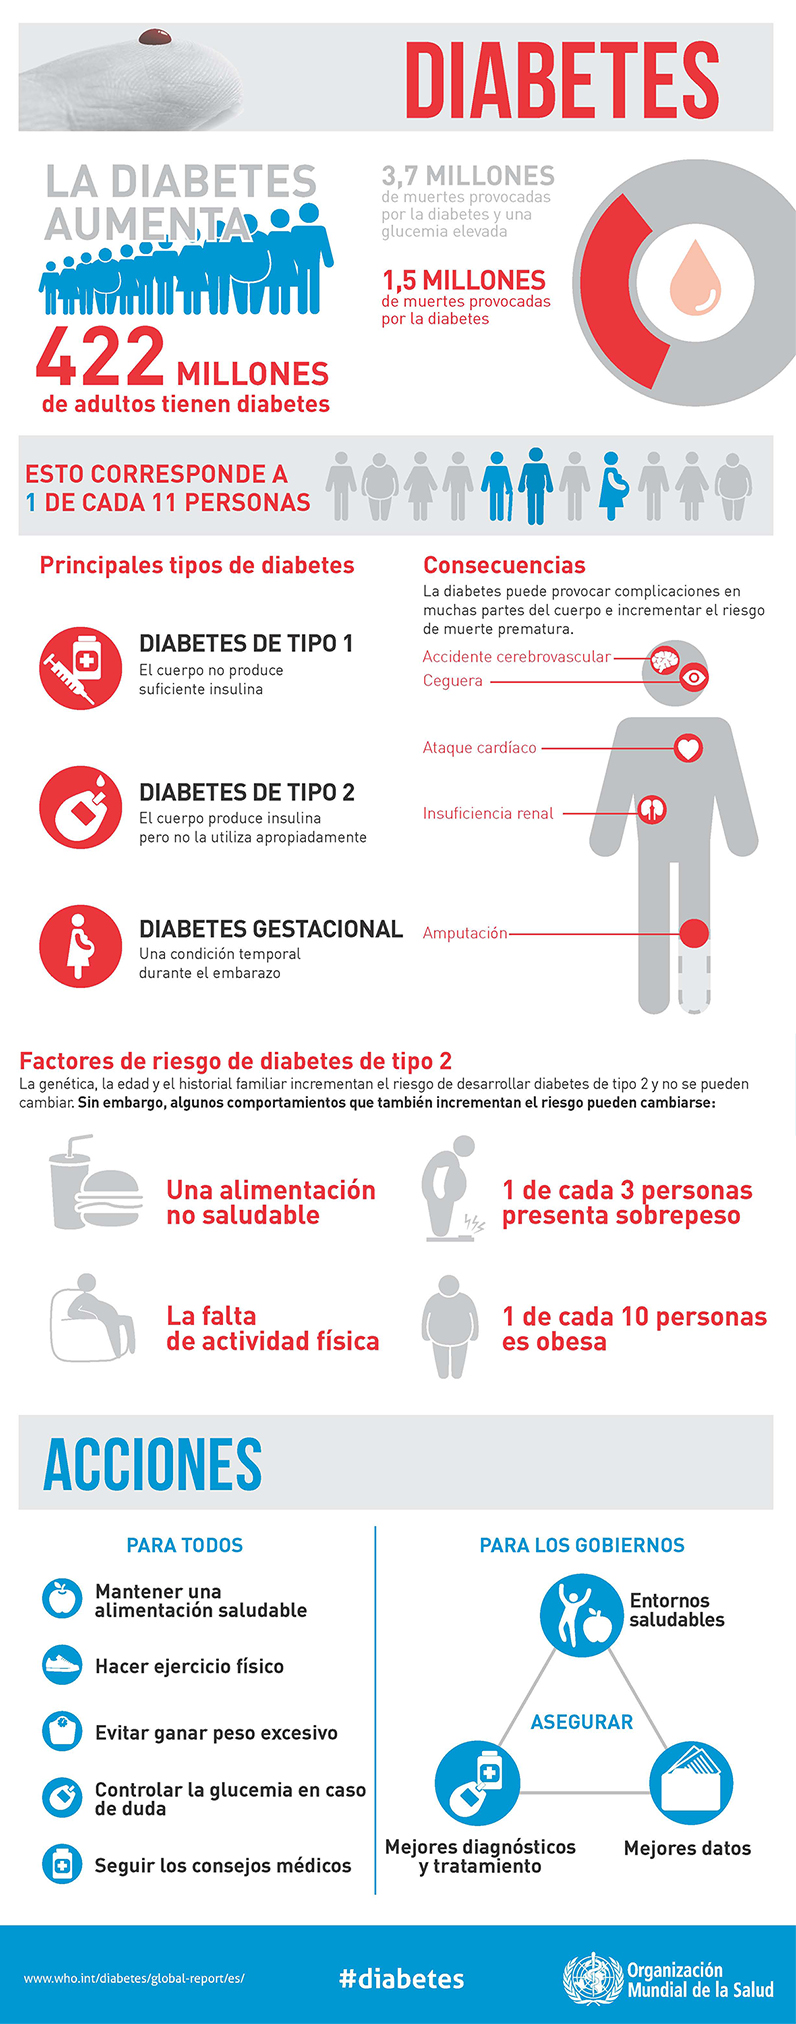 DIABETES
LA DIABETES
AUMENTA
422 MILLONES
de adultos tienen diabetes
3,7 MILLONES
de muertes provocadas
por la diabetes y una
glucemia elevada
1,5 MILLONES
de muertes provocadas
por la diabetes
ESTO CORRESPONDE A
1 DE CADA 11 PERSONAS
Principales tipos de diabetes
DIABETES DE TIPO 1
El cuerpo no produce
suficiente insulina
DIABETES DE TIPO 2
El cuerpo produce insulina
pero no la utiliza apropiadamente
DIABETES GESTACIONAL
Una condición temporal
durante el embarazo
Consecuencias
La diabetes puede provocar complicaciones en
muchas partes del cuerpo e incrementar el riesgo
de muerte prematura.
Accidente cerebrovascular
Ceguera
Ataque cardíaco
Insuficiencia renal
Amputación
Factores de riesgo de diabetes de tipo 2
La genética, la edad y el historial familiar incrementan el riesgo de desarrollar diabetes de tipo 2 y no se pueden
cambiar. Sin embargo, algunos comportamientos que también incrementan el riesgo pueden cambiarse:
Una alimentación
no saludable
1 de cada 3 personas
presenta sobrepeso
La falta
de actividad física
1 de cada 10 personas
es obesa
ACCIONES
PARA TODOS
Mantener una
alimentación saludable
Hacer ejercicio físico
Evitar ganar peso excesivo
Controlar la glucemia en caso
de duda
Seguir los consejos médicos
PARA LOS GOBIERNOS
Entornos
saludables
ASEGURAR
Mejores diagnósticos
y tratamiento
Mejores datos
www.who.int/diabetes/global-report/es/
#diabetes
Organización
Mundial de la Salud